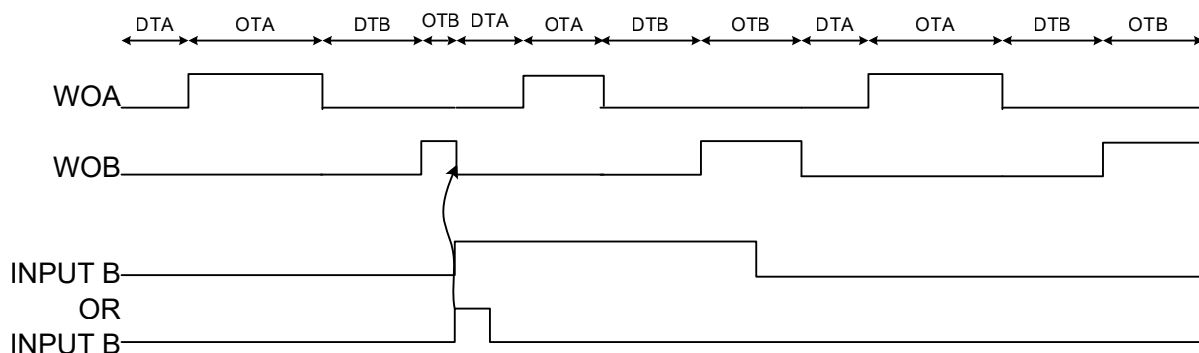 DTA OTA DTB OTB DTA OTA DTB OTB DTA OTA DTB OTB
WOA
WOB
INPUT B
OR
INPUT B